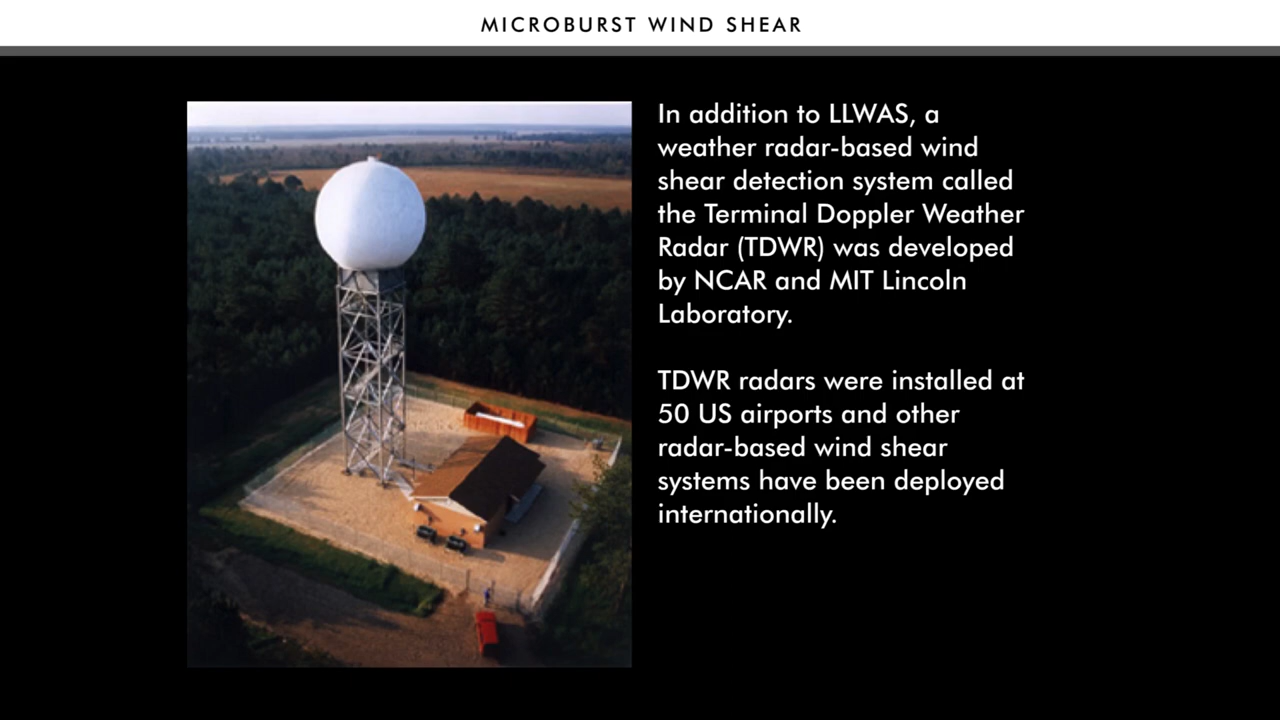 MICROBURST WIND SHEAR
In addition to LLWAS, a
weather radar-based wind
shear detection system called
the Terminal Doppler Weather
Radar (TDWR) was developed
by NCAR and MIT Lincoln
Laboratory.
TDWR radars were installed at
50 US airports and other
radar-based wind shear
systems have been deployed
internationally.